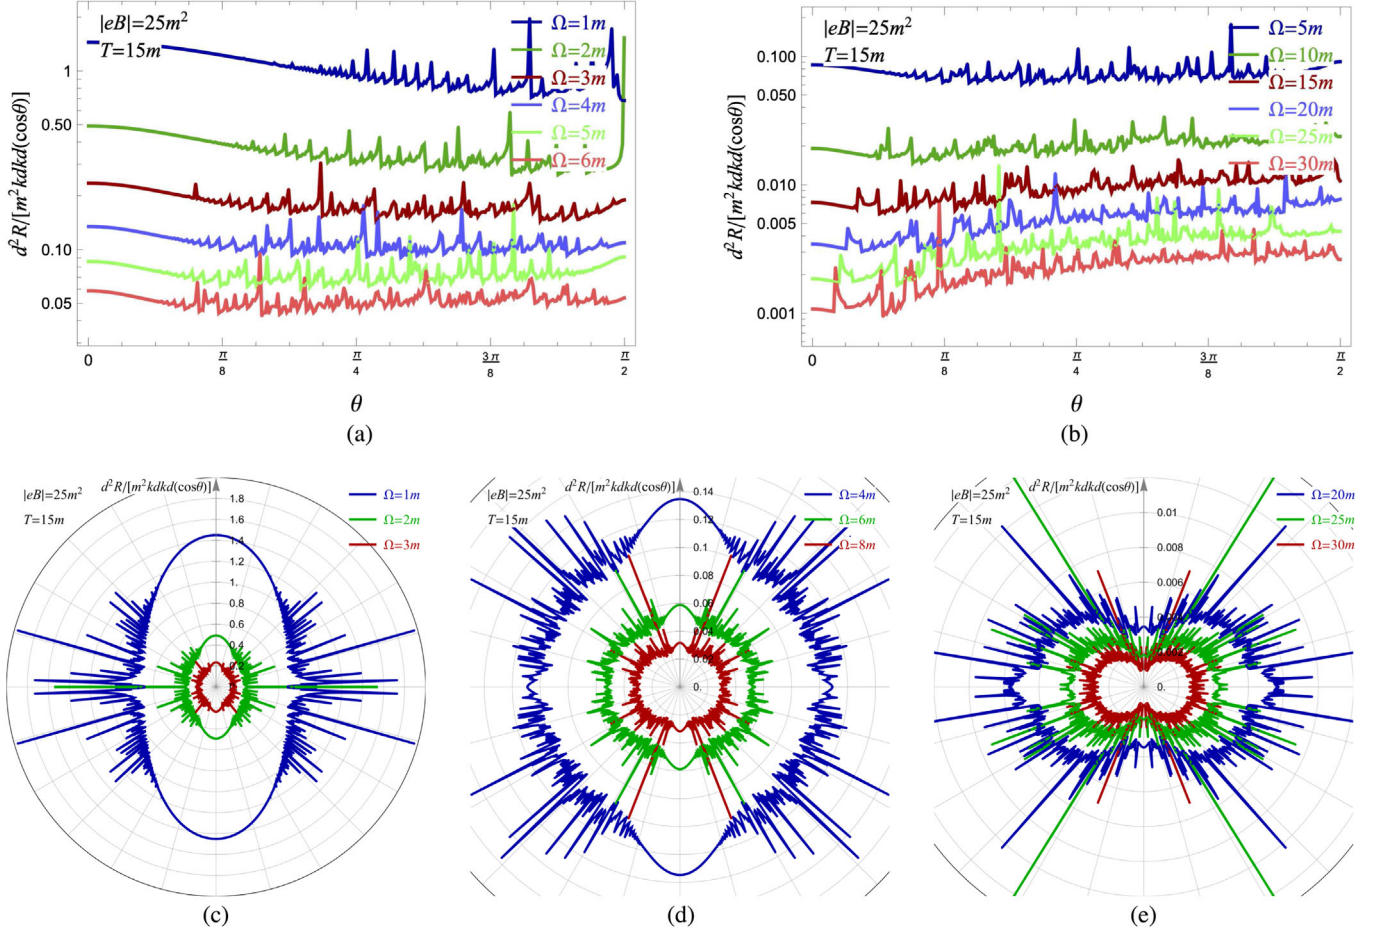 |eB|=25m²
T=15m
Ω=1m
Ω=2m
Ω=3m
Ω=4m
Ω=5m
Ω=6m
d²R/[m²kdkd(cosθ)]
1
0.50
0.10
0.05
0
π/8
π/4
3π/8
π/2
θ
(a)
|eB|=25m²
T=15m
Ω=5m
Ω=10m
Ω=15m
Ω=20m
Ω=25m
Ω=30m
d²R/[m²kdkd(cosθ)]
0.100
0.050
0.010
0.005
0.001
0
π/8
π/4
3π/8
π/2
θ
(b)
|eB|=25m²
T=15m
d²R/[m²kdkd(cosθ)]
Ω=1m
Ω=2m
Ω=3m
1.8
1.6
1.4
1.2
1.0
0.8
0.6
0.4
0.2
(c)
|eB|=25m²
T=15m
d²R/[m²kdkd(cosθ)]
Ω=4m
Ω=6m
Ω=8m
0.14
0.12
0.1
0.08
0.06
0.
(d)
|eB|=25m²
T=15m
d²R/[m²kdkd(cosθ)]
Ω=20m
Ω=25m
Ω=30m
0.01
0.008
0.006
0.
(e)